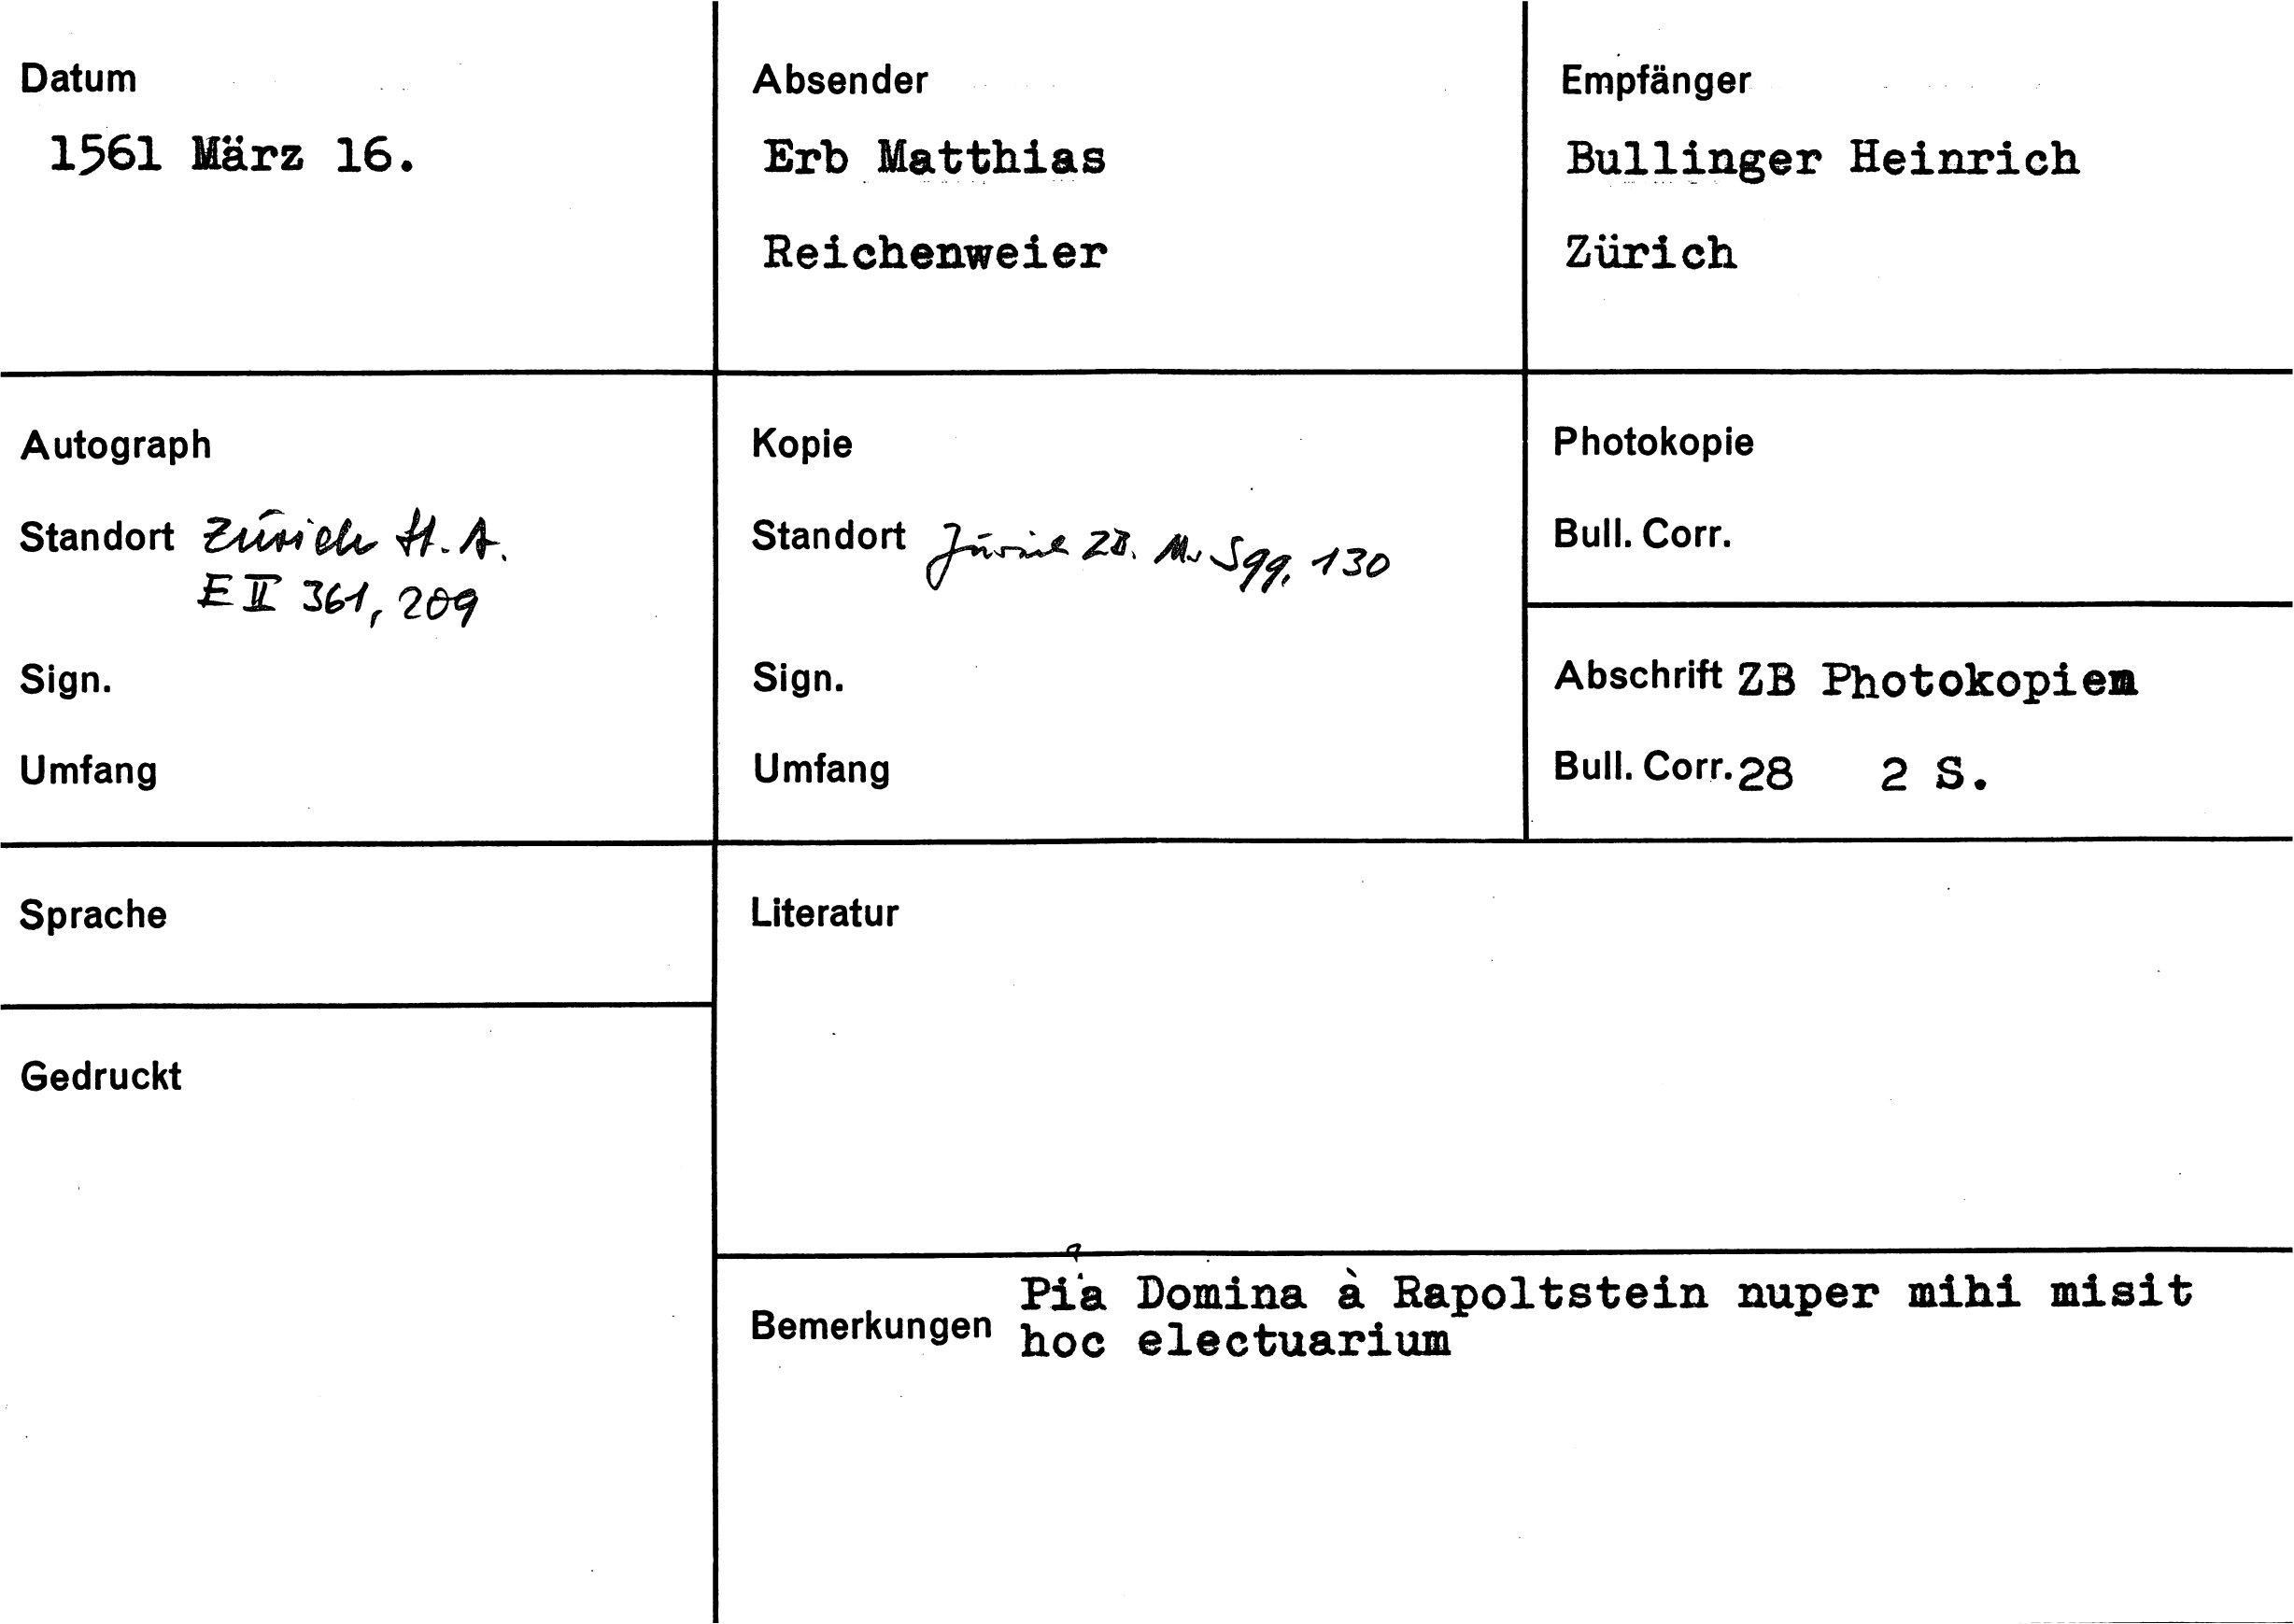 Datum
1561 März 16.
Absender
Erb Matthias
Reichenweier
Empfänger
Bullinger Heinrich
Zürich
Autograph
Standort Zürich St. A.
E II 361, 209
Sign.
Umfang
Kopie
Standort Zürich ZB. Ms S 99, 130
Sign.
Umfang
Photokopie
Bull. Corr.
Abschrift ZB Photokopien
Bull. Corr. 28 2 S.
Sprache
Gedruckt
Literatur
Bemerkungen
Pia Domina à Rapoltstein nuper mihi misit
hoc electuarium